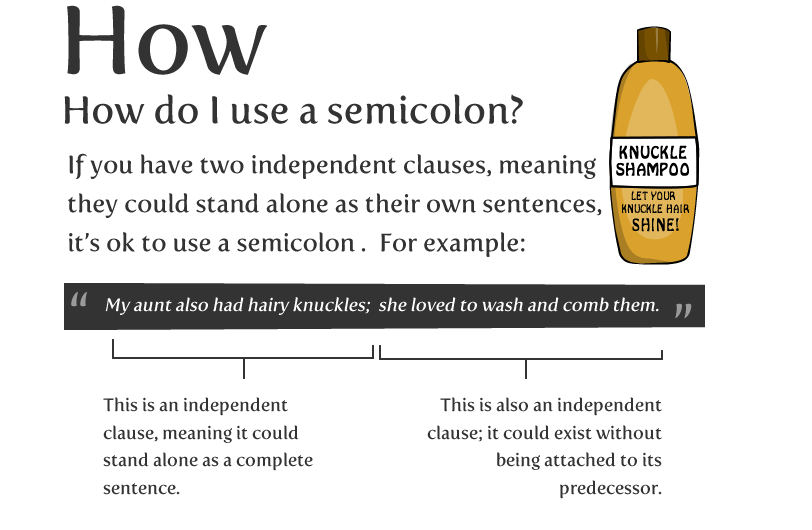 How
How do I use a semicolon?
If you have two independent clauses, meaning
they could stand alone as their own sentences,
it's ok to use a semicolon .  For example:
KNUCKLE
SHAMPOO
LET YOUR
KNUCKLE HAIR
SHINE!
“ My aunt also had hairy knuckles;  she loved to wash and comb them. ”
This is an independent
clause, meaning it could
stand alone as a complete
sentence.
This is also an independent
clause; it could exist without
being attached to its
predecessor.